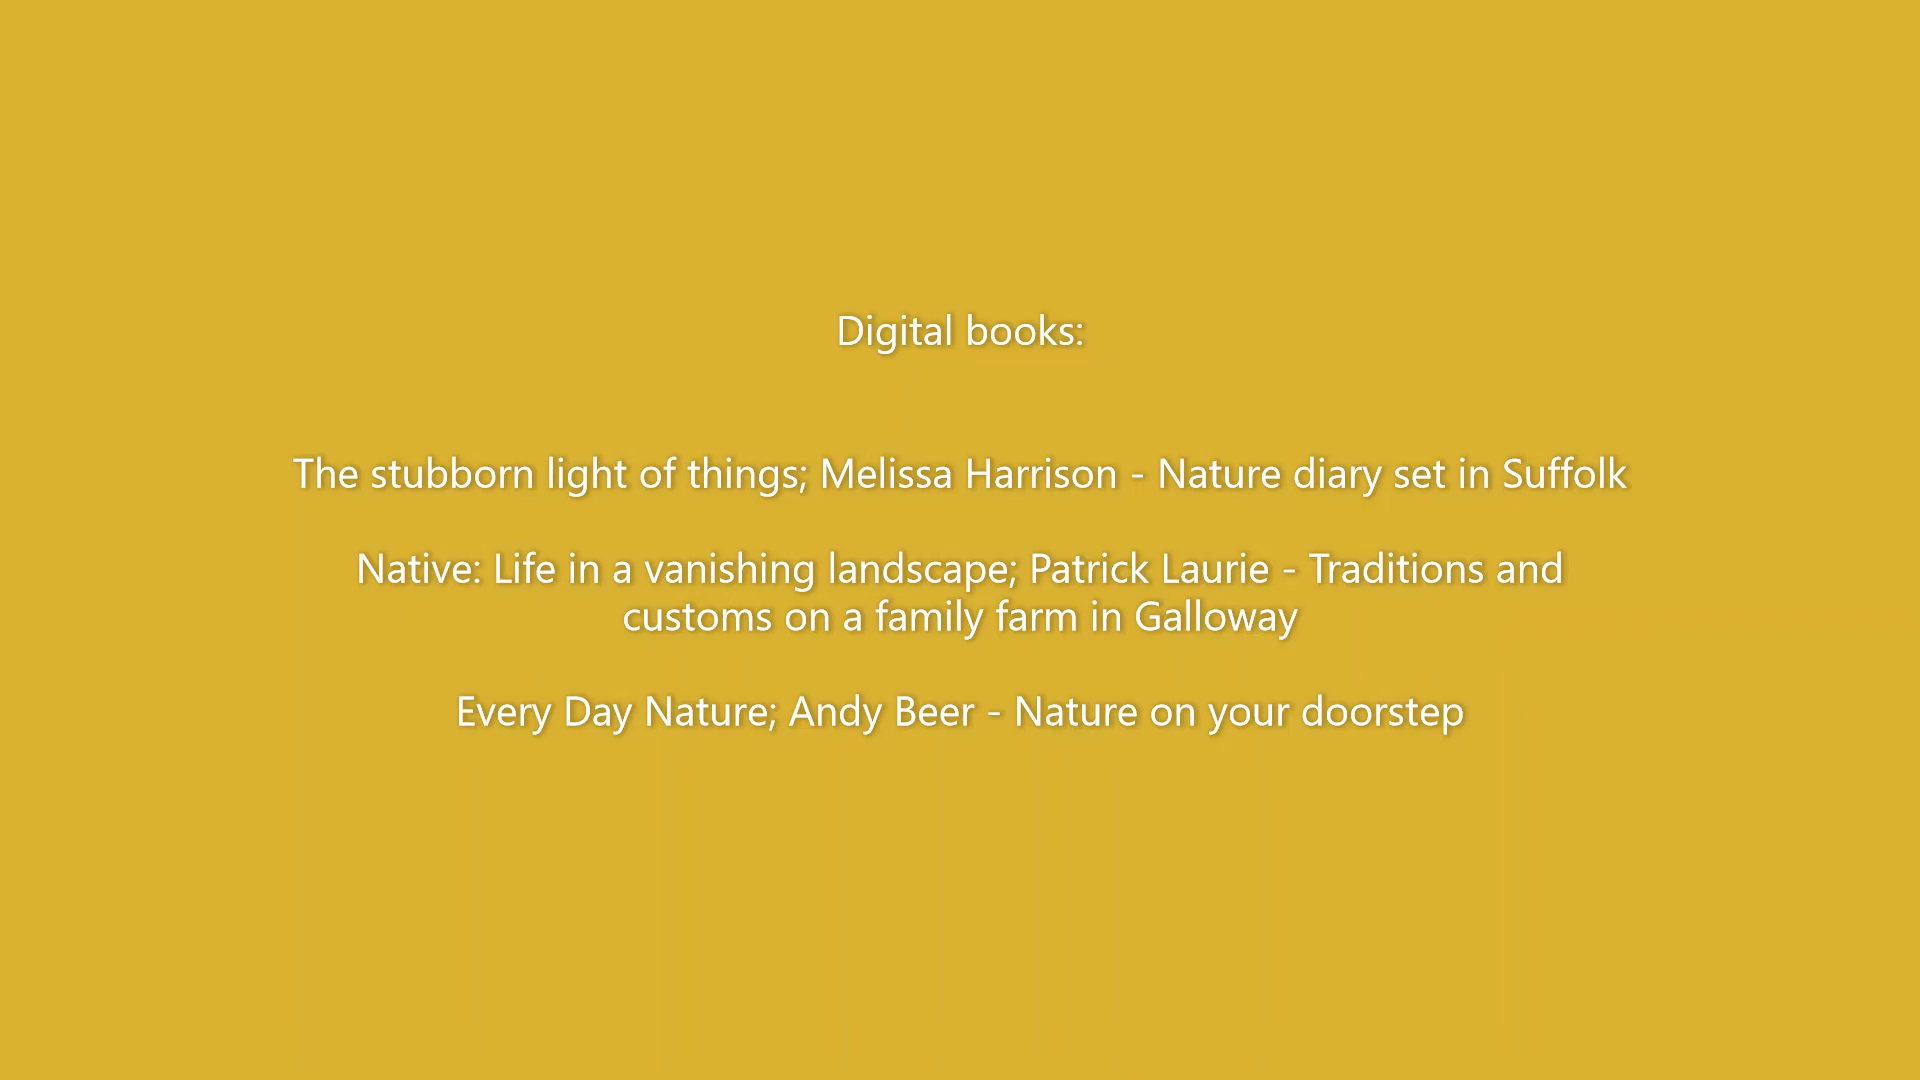 Digital books:
The stubborn light of things; Melissa Harrison - Nature diary set in Suffolk
Native: Life in a vanishing landscape; Patrick Laurie - Traditions and
customs on a family farm in Galloway
Every Day Nature; Andy Beer - Nature on your doorstep